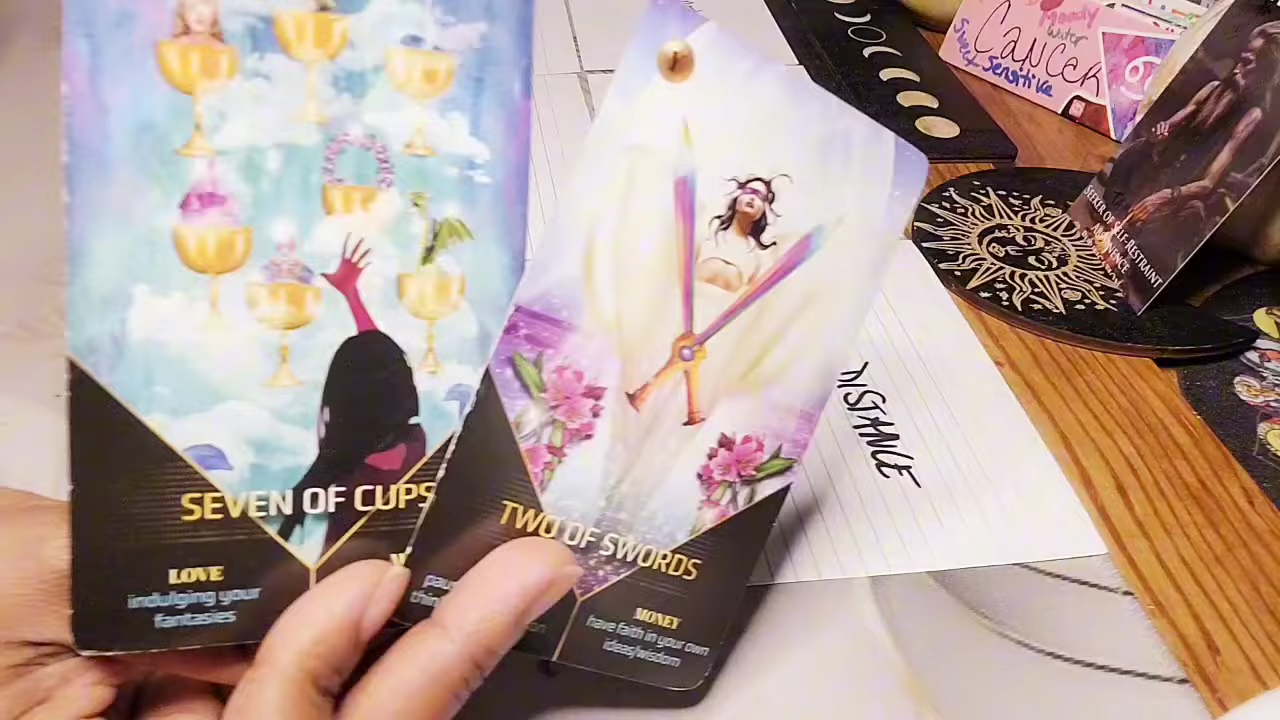 Moody
Water
Cancer
Sweet Sensitive
SEEKER OF SELF-RESTRAINT
DISTANCE
SEVEN OF CUPS
LOVE
indulging your
fantasies
TWO OF SWORDS
MONEY
have faith in your own
ideas/wisdom